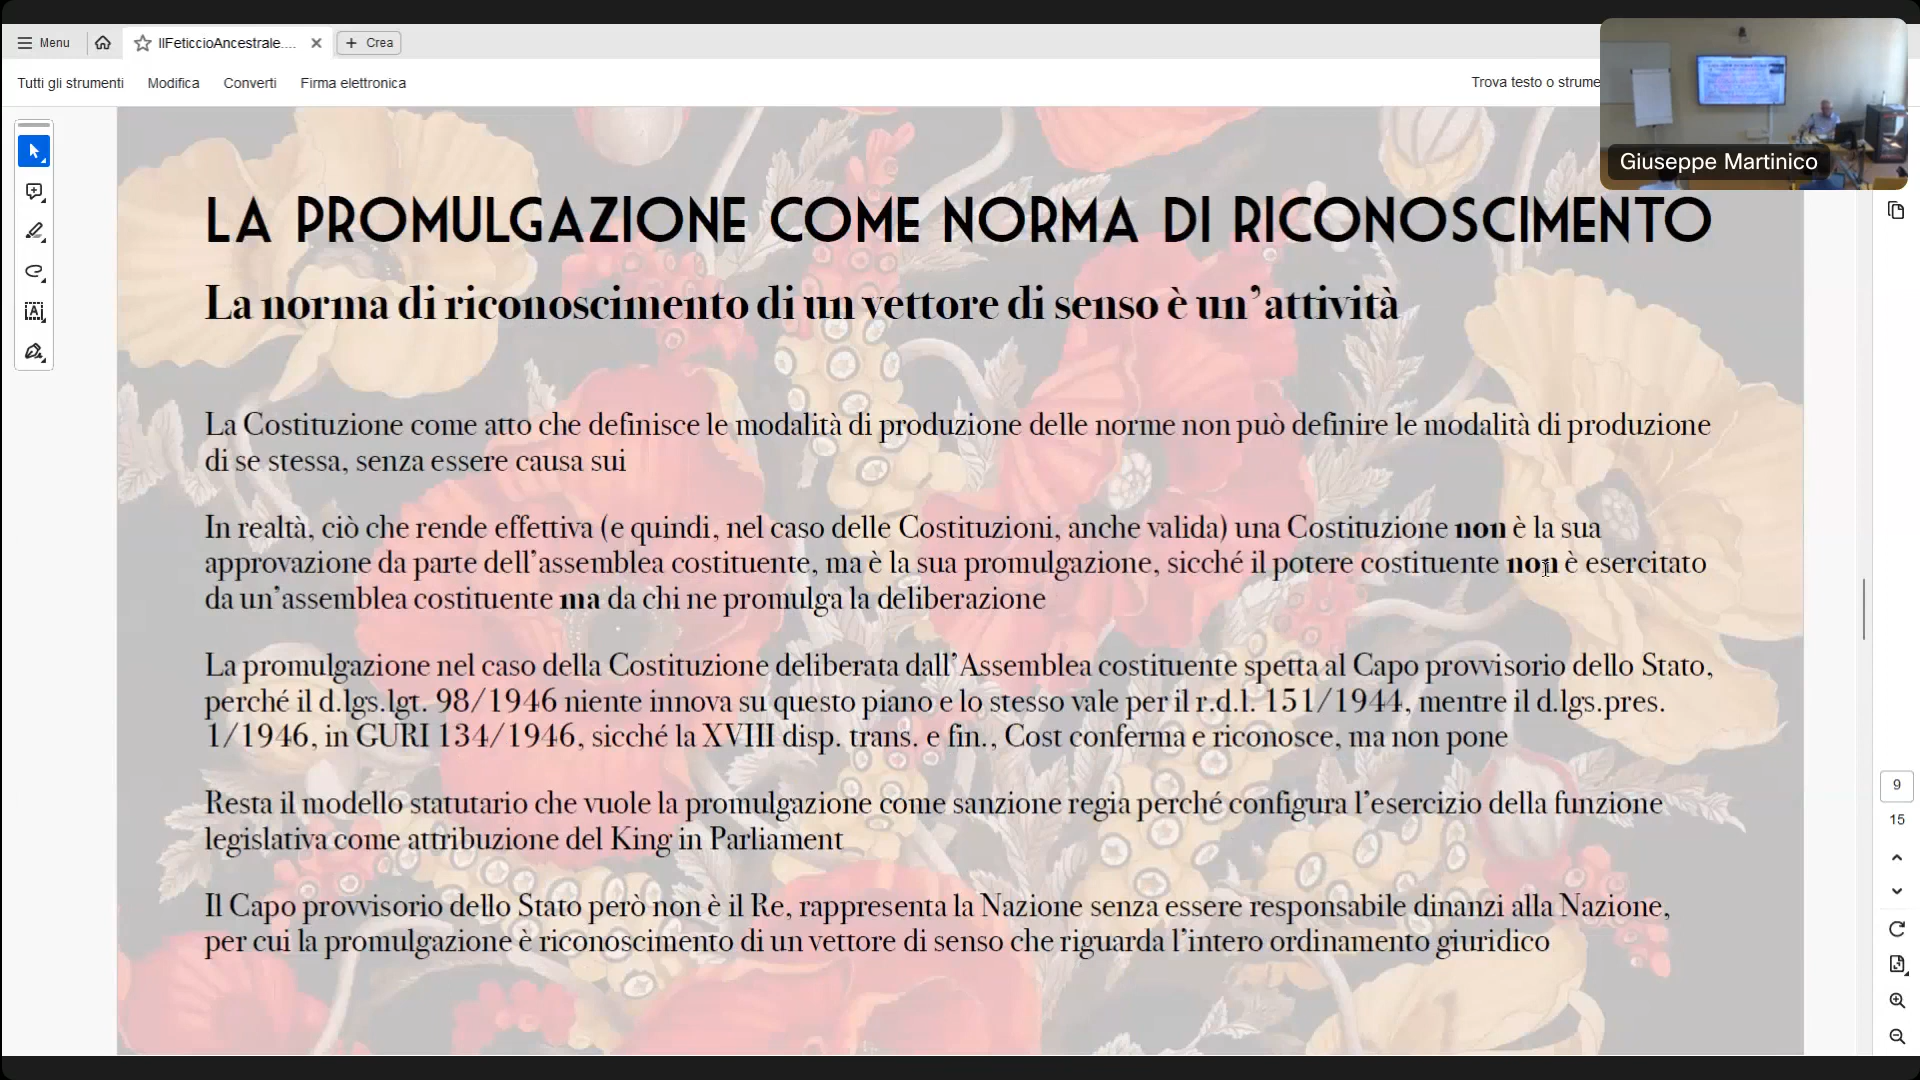 Menu
IlFeticcioAncestrale....
Crea
Tutti gli strumenti
Modifica
Converti
Firma elettronica
Trova testo o strume
Giuseppe Martinico
LA PROMULGAZIONE COME NORMA DI RICONOSCIMENTO
La norma di riconoscimento di un vettore di senso è un'attività
La Costituzione come atto che definisce le modalità di produzione delle norme non può definire le modalità di produzione
di se stessa, senza essere causa sui
In realtà, ciò che rende effettiva (e quindi, nel caso delle Costituzioni, anche valida) una Costituzione non è la sua
approvazione da parte dell'assemblea costituente, ma è la sua promulgazione, sicché il potere costituente non è esercitato
da un'assemblea costituente ma da chi ne promulga la deliberazione
La promulgazione nel caso della Costituzione deliberata dall'Assemblea costituente spetta al Capo provvisorio dello Stato,
perché il d.lgs.lgt. 98/1946 niente innova su questo piano e lo stesso vale per il r.d.l. 151/1944, mentre il d.lgs.pres.
1/1946, in GURI 134/1946, sicché la XVIII disp. trans. e fin., Cost conferma e riconosce, ma non pone
Resta il modello statutario che vuole la promulgazione come sanzione regia perché configura l'esercizio della funzione
legislativa come attribuzione del King in Parliament
Il Capo provvisorio dello Stato però non è il Re, rappresenta la Nazione senza essere responsabile dinanzi alla Nazione,
per cui la promulgazione è riconoscimento di un vettore di senso che riguarda l'intero ordinamento giuridico
9
15